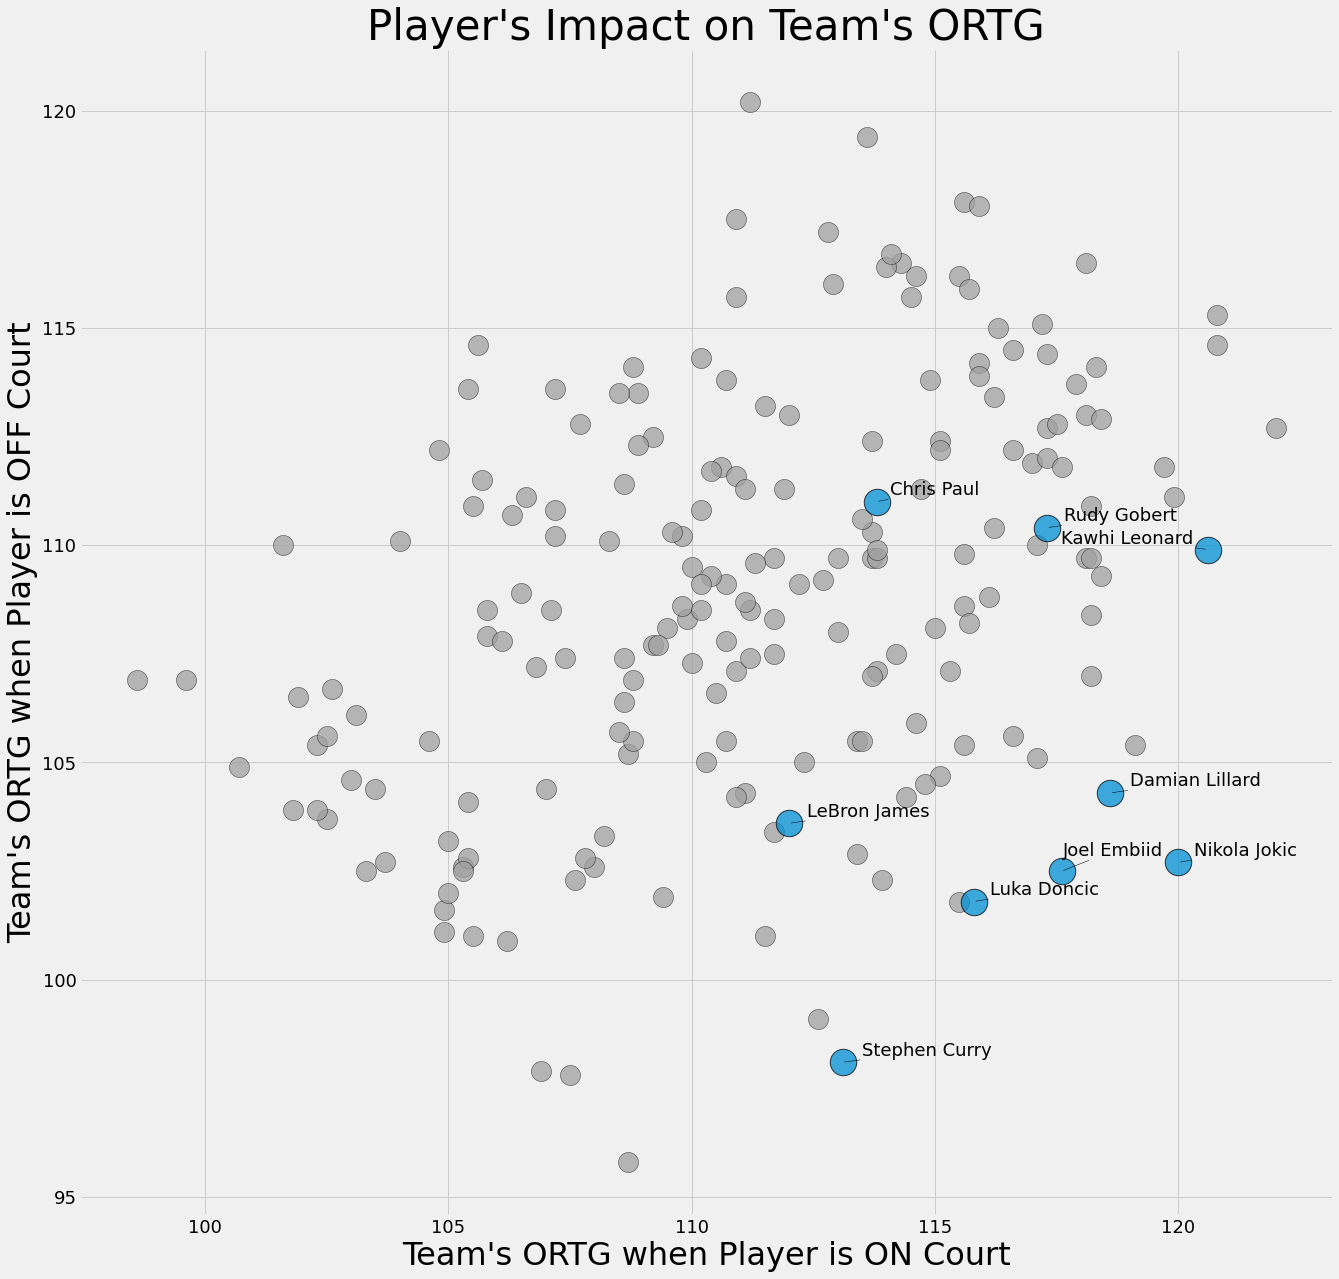 Player's Impact on Team's ORTG
Team's ORTG when Player is OFF Court
120
115
110
105
100
95
Chris Paul
Rudy Gobert
Kawhi Leonard
Damian Lillard
LeBron James
Joel Embiid
Nikola Jokic
Luka Doncic
Stephen Curry
100
105
110
115
120
Team's ORTG when Player is ON Court